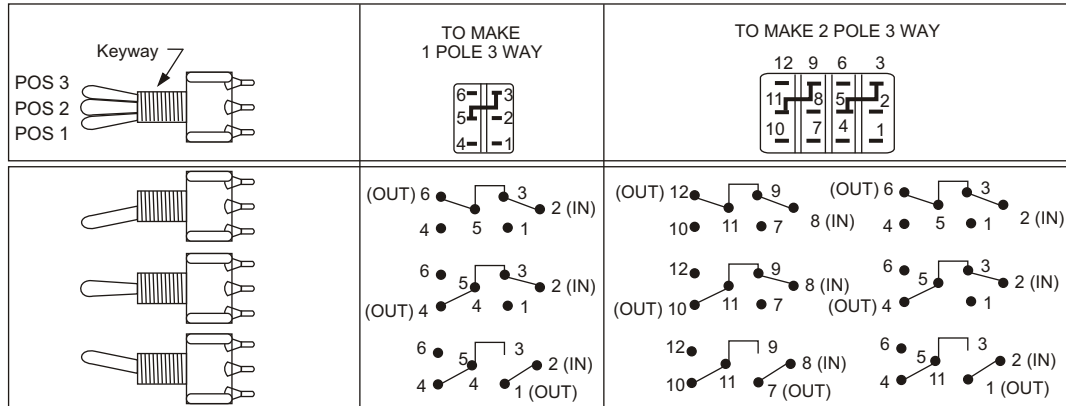 Keyway
POS 3
POS 2
POS 1
TO MAKE
1 POLE 3 WAY
6 3
5 2
4 1
TO MAKE 2 POLE 3 WAY
12 9 6 3
11 8 5 2
10 7 4 1
(OUT) 6 3
2 (IN)
4 5 1
(OUT) 12 9
8 (IN)
10 11 7
(OUT) 6 3
2 (IN)
4 5 1
6 3
5 2 (IN)
(OUT) 4 4 1
12 9
8 (IN)
(OUT) 10 11 7
6 3
5 2 (IN)
(OUT) 4 1
6 3
5 2 (IN)
4 4 1 (OUT)
12 9
8 (IN)
10 11 7 (OUT)
6 3
5 2 (IN)
4 11 1 (OUT)